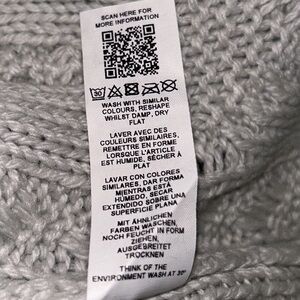 SCAN HERE FOR
MORE INFORMATION
30
WASH WITH SIMILAR
COLOURS, RESHAPE
WHILST DAMP, DRY
FLAT
LAVER AVEC DES
COULEURS SIMILAIRES,
REMETTRE EN FORME
LORSQUE L'ARTICLE
EST HUMIDE, SÉCHER À
PLAT
LAVAR CON COLORES
SIMILARES, DAR FORMA
MIENTRAS ESTÁ
HÚMEDO, SECAR
EXTENDIDO SOBRE UNA
SUPERFICIE PLANA
MIT ÄHNLICHEN
FARBEN WASCHEN,
NOCH FEUCHT IN FORM
ZIEHEN,
AUSGEBREITET
TROCKNEN
THINK OF THE
ENVIRONMENT WASH AT 30°